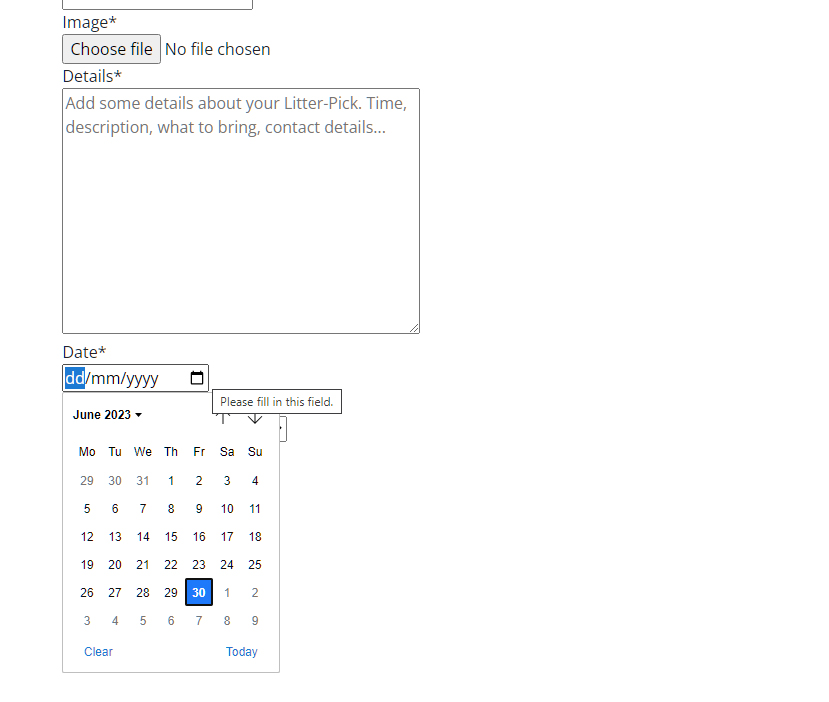 Image*
Choose file No file chosen
Details*
Add some details about your Litter-Pick. Time,
description, what to bring, contact details...
Date*
dd/mm/yyyy
Please fill in this field.
June 2023
Mo Tu We Th Fr Sa Su
29 30 31 1 2 3 4
5 6 7 8 9 10 11
12 13 14 15 16 17 18
19 20 21 22 23 24 25
26 27 28 29 30 1 2
3 4 5 6 7 8 9
Clear Today